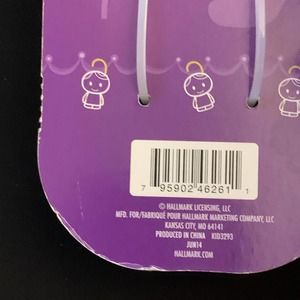 7 95902 46261 1
© HALLMARK LICENSING, LLC
MFD. FOR/FABRIQUÉ POUR HALLMARK MARKETING COMPANY, LLC
KANSAS CITY, MO 64141
PRODUCED IN CHINA KID3293
JUN14
HALLMARK.COM